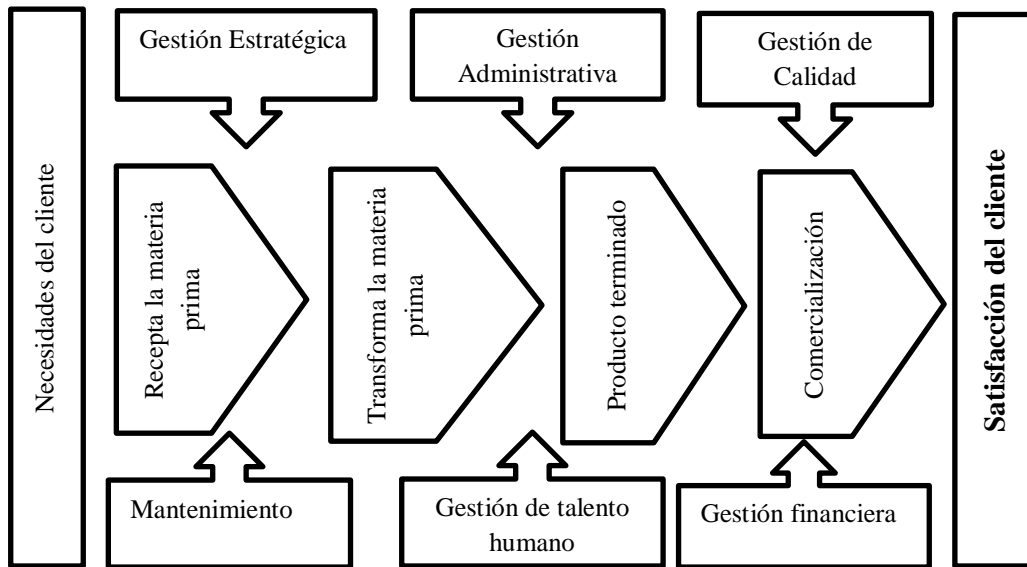 Gestión Estratégica
Gestión
Administrativa
Gestión de
Calidad
Necesidades del cliente
Recepta la materia
prima
Transforma la materia
prima
Producto terminado
Comercialización
Satisfacción del cliente
Mantenimiento
Gestión de talento
humano
Gestión financiera